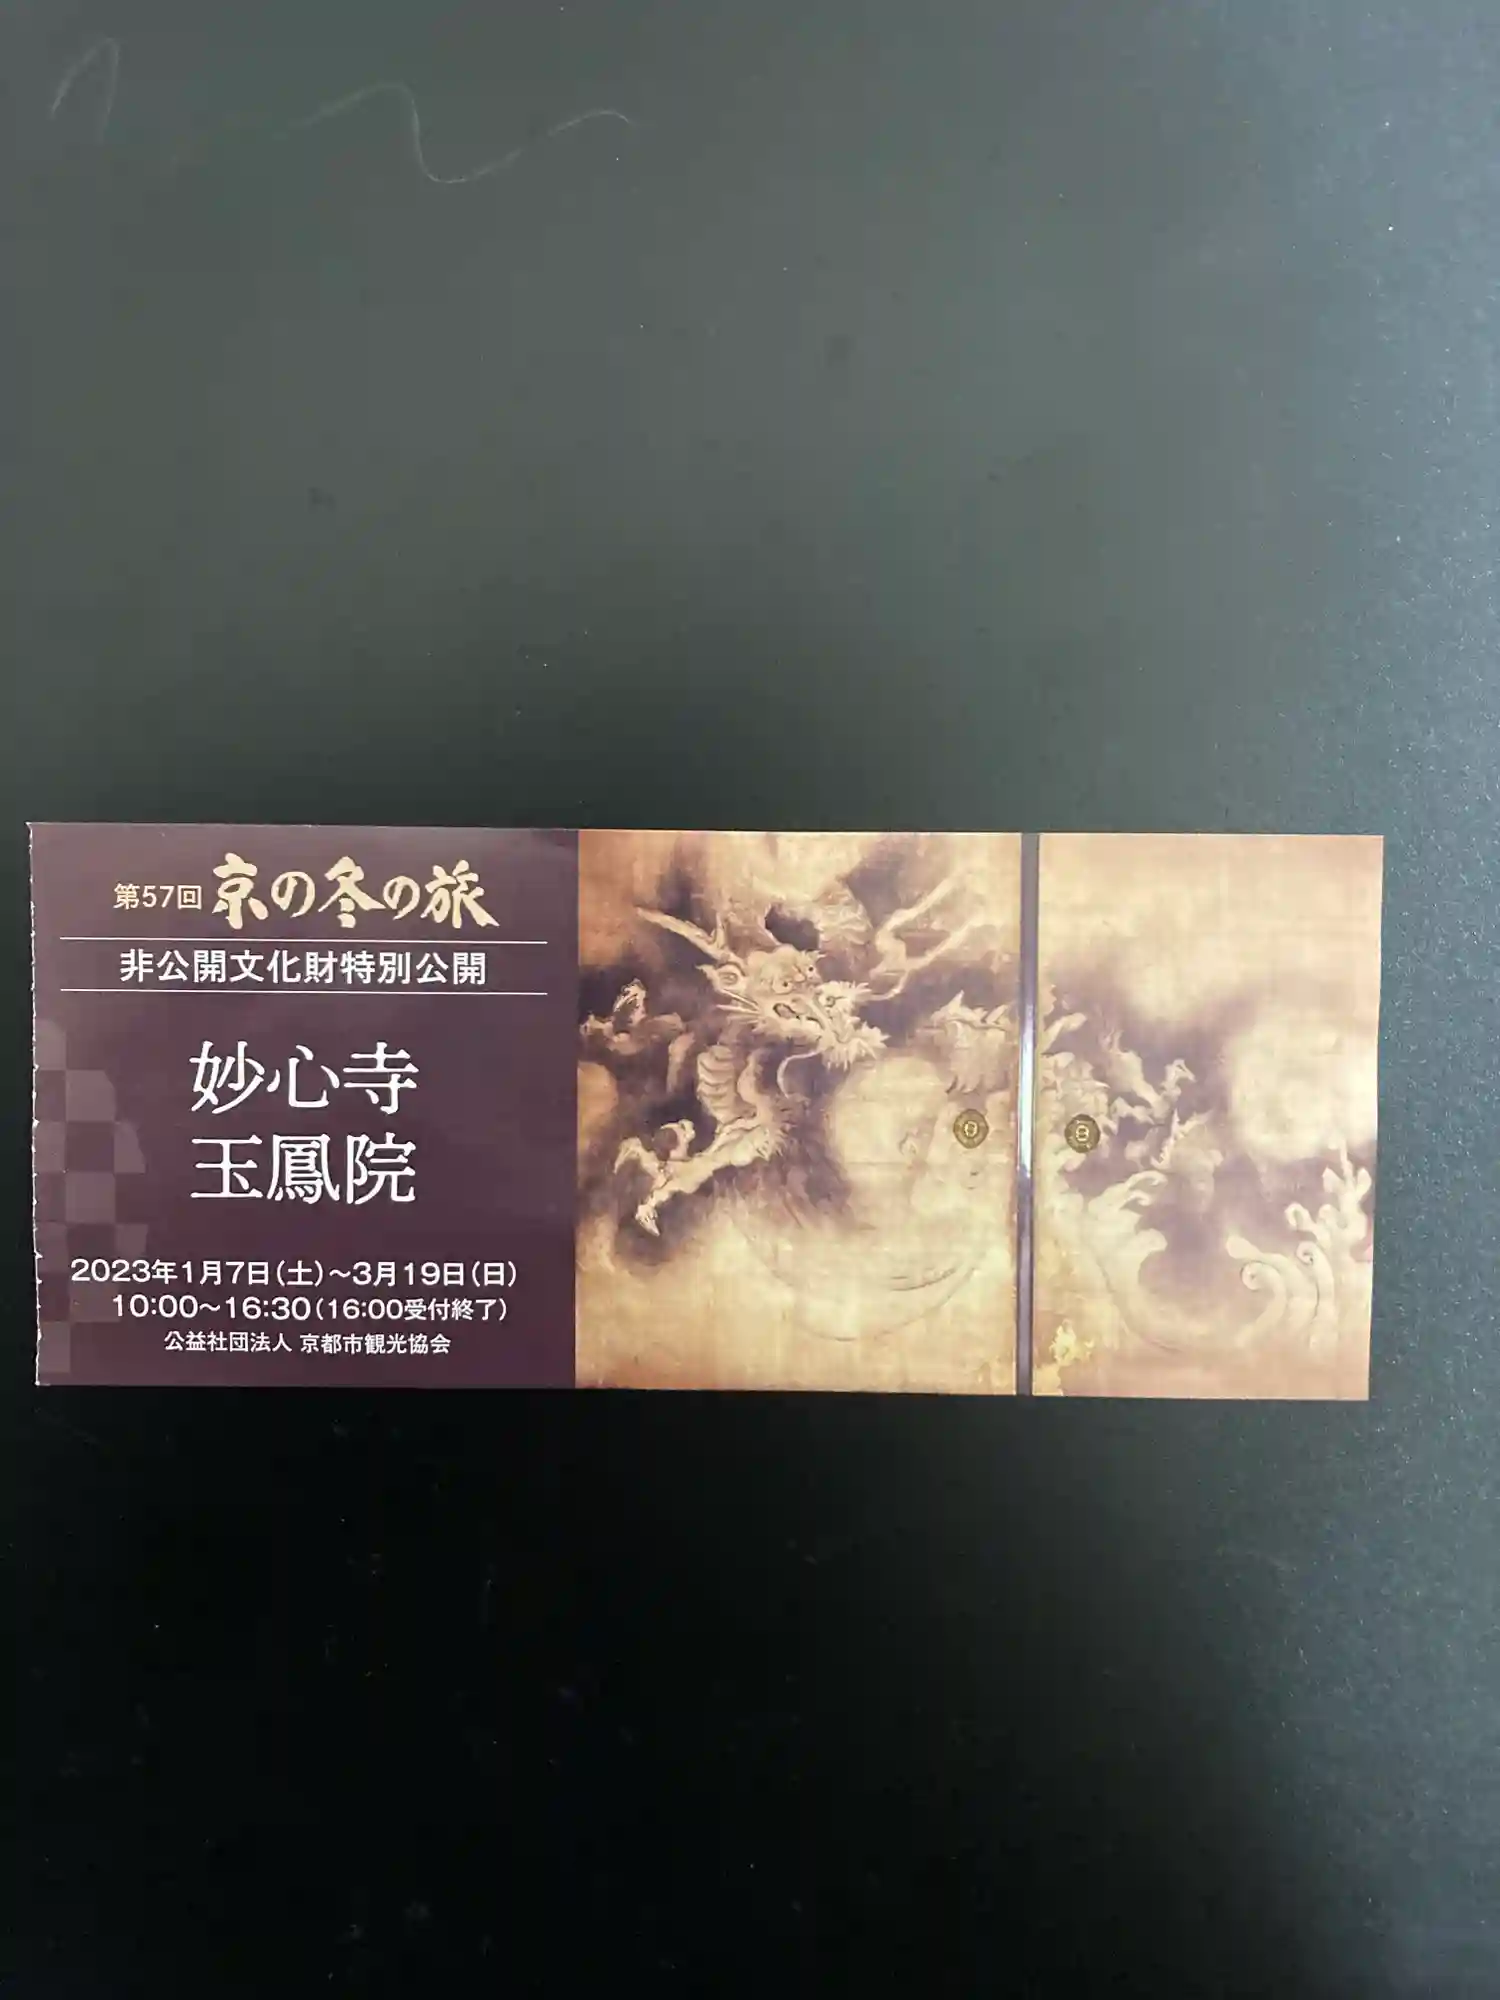 第57回 京の冬の旅
非公開文化財特別公開
妙心寺
玉鳳院
2023年1月7日(土)～3月19日(日)
10:00～16:30(16:00受付終了)
公益社団法人 京都市観光協会